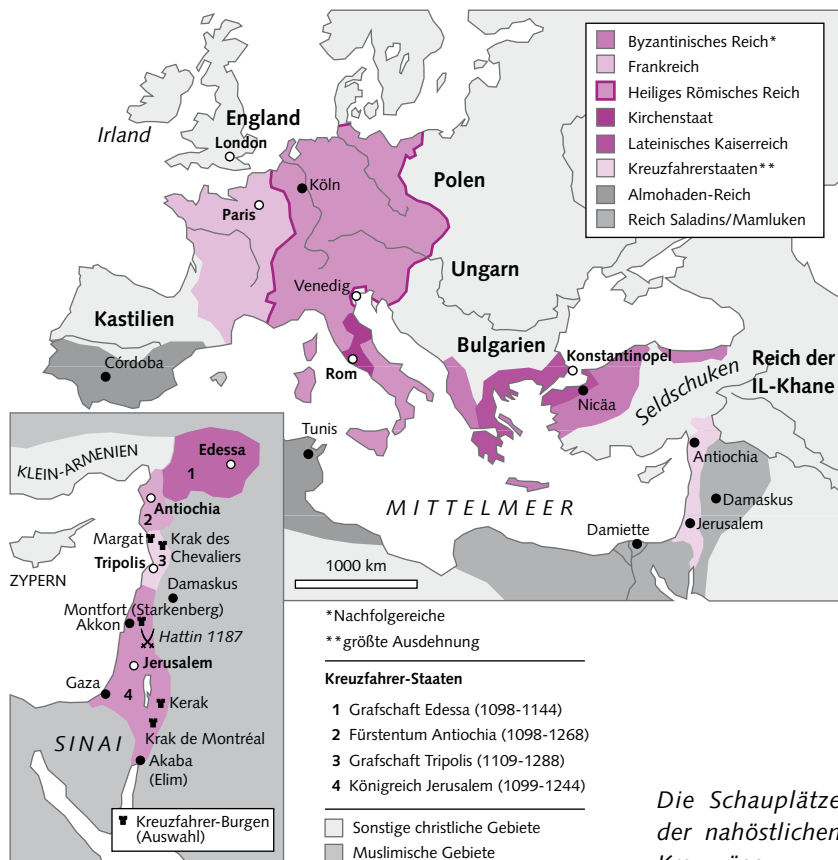 Byzantinisches Reich*
Frankreich
Heiliges Römisches Reich
Kirchenstaat
Lateinisches Kaiserreich
Kreuzfahrerstaaten**
Almohaden-Reich
Reich Saladins/Mamluken
Irland
England
London
Köln
Paris
Polen
Ungarn
Venedig
Kastilien
Bulgarien
Konstantinopel
Córdoba
Rom
Nicäa
Seldschuken
Reich der
IL-Khane
Tunis
Antiochia
MITTELMEER
Damaskus
Jerusalem
Damiette
1000 km
KLEIN-ARMENIEN
Edessa
1
Antiochia
2
Margat
Krak des
Chevaliers
3
Tripolis
ZYPERN
Damaskus
Montfort (Starkenberg)
Akkon
Hattin 1187
Jerusalem
Gaza
4
Kerak
SINAI
Krak de Montréal
Akaba
(Elim)
Kreuzfahrer-Burgen
(Auswahl)
*Nachfolgereiche
**größte Ausdehnung
Kreuzfahrer-Staaten
1 Grafschaft Edessa (1098-1144)
2 Fürstentum Antiochia (1098-1268)
3 Grafschaft Tripolis (1109-1288)
4 Königreich Jerusalem (1099-1244)
Sonstige christliche Gebiete
Muslimische Gebiete
Die Schauplätze
der nahöstlichen